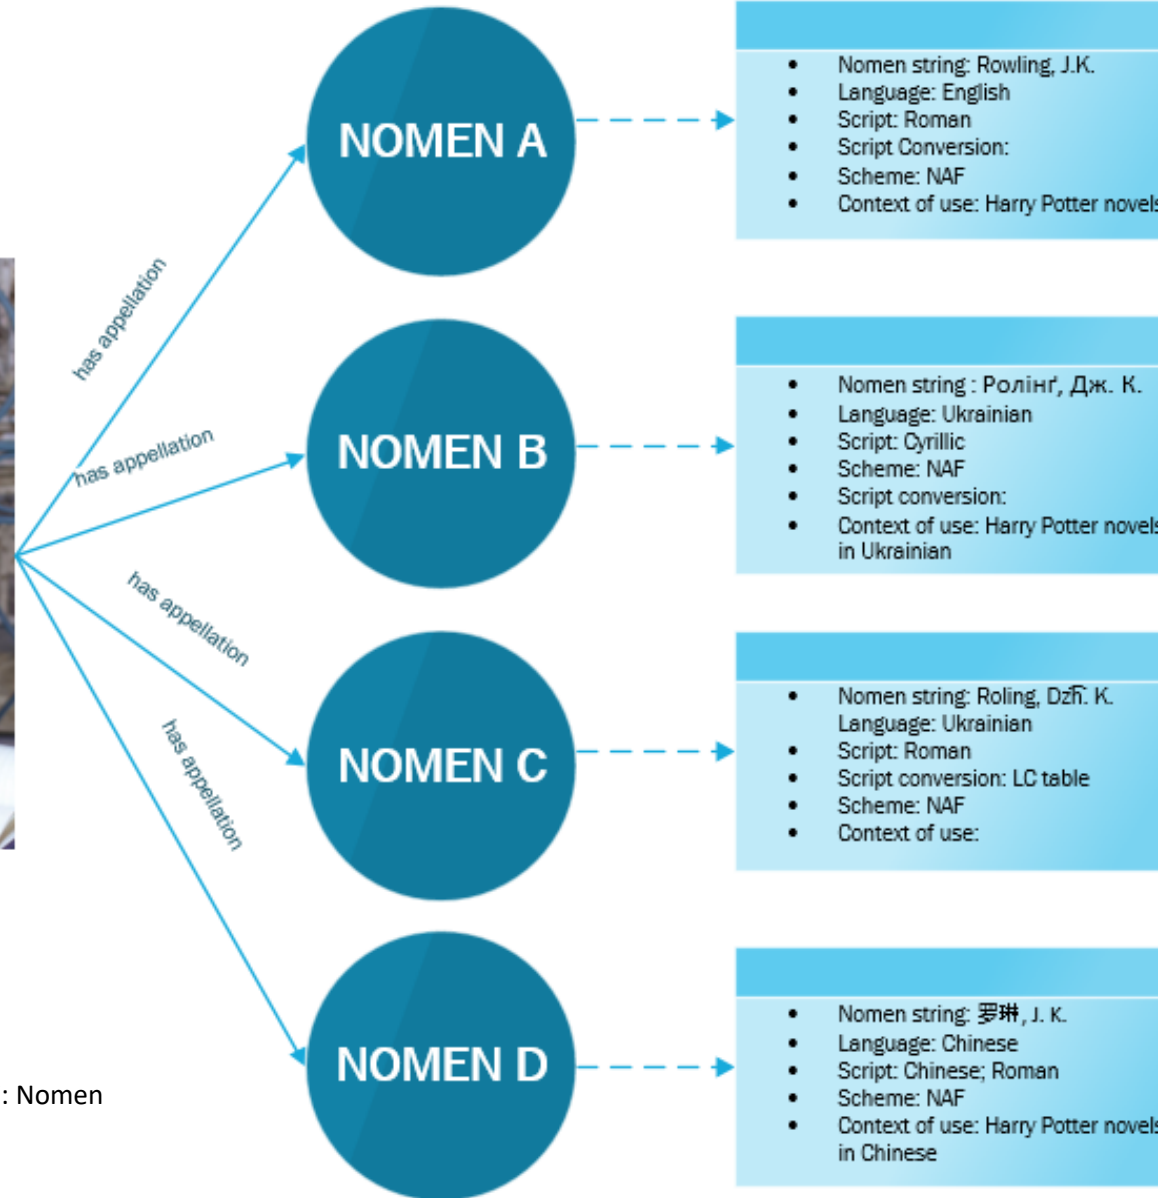 NOMEN A
has appellation
• Nomen string: Rowling, J.K.
• Language: English
• Script: Roman
• Script Conversion:
• Scheme: NAF
• Context of use: Harry Potter novels
NOMEN B
has appellation
• Nomen string : Ролінґ, Дж. К.
• Language: Ukrainian
• Script: Cyrillic
• Scheme: NAF
• Script conversion:
• Context of use: Harry Potter novels
in Ukrainian
NOMEN C
has appellation
• Nomen string: Roling, Dz͡h. K.
Language: Ukrainian
• Script: Roman
• Script conversion: LC table
• Scheme: NAF
• Context of use:
NOMEN D
has appellation
• Nomen string: 罗琳, J. K.
• Language: Chinese
• Script: Chinese; Roman
• Scheme: NAF
• Context of use: Harry Potter novels
in Chinese
: Nomen